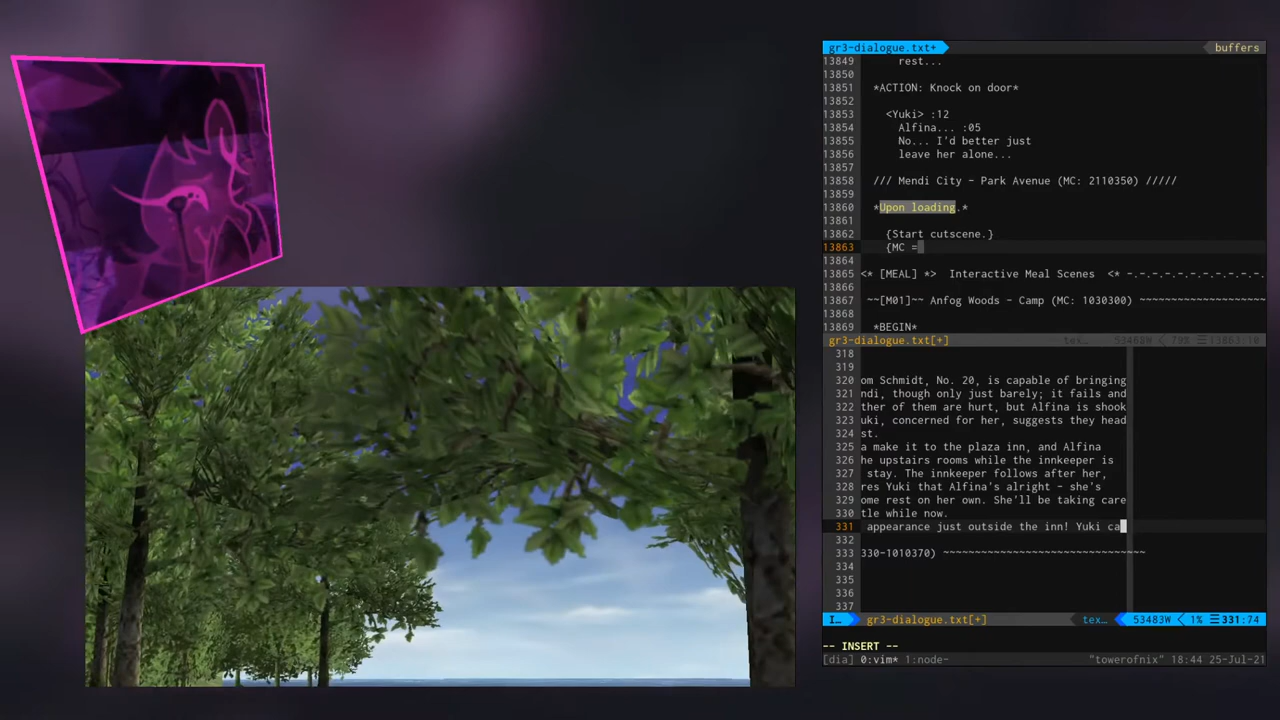 gr3-dialogue.txt+ buffers
13849 rest...
13850
13851 *ACTION: Knock on door*
13852
13853 <Yuki> :12
13854 Alfina... :05
13855 No... I'd better just
13856 leave her alone...
13857
13858 /// Mendi City - Park Avenue (MC: 2110350) /////
13859
13860 *Upon loading.*
13861
13862 {Start cutscene.}
13863 {MC =
13864
13865 <* [MEAL] *> Interactive Meal Scenes <* -.-.-.-.-.-.-.-.-.-.
13866
13867 ~~[M01]~~ Anfog Woods - Camp (MC: 1030300) ~~~~~~~~~~~~~~~~~~~~~
13868
13869 *BEGIN*
gr3-dialogue.txt[+] tex… 53483W 79% ☰13863:10
318
319
320 om Schmidt, No. 20, is capable of bringing
321 ndi, though only just barely; it fails and
322 ther of them are hurt, but Alfina is shook
323 uki, concerned for her, suggests they head
324 st.
325 a make it to the plaza inn, and Alfina
326 he upstairs rooms while the innkeeper is
327 stay. The innkeeper follows after her,
328 res Yuki that Alfina's alright - she's
329 ome rest on her own. She'll be taking care
330 tle while now.
331 appearance just outside the inn! Yuki ca
332
333 330-1010370) ~~~~~~~~~~~~~~~~~~~~~~~~~~~~~~~~
334
335
336
337
I… gr3-dialogue.txt[+] tex… 53483W 1% ☰331:74
-- INSERT --
[dia] 0:vim* 1:node- "towerofnix" 18:44 25-Jul-21